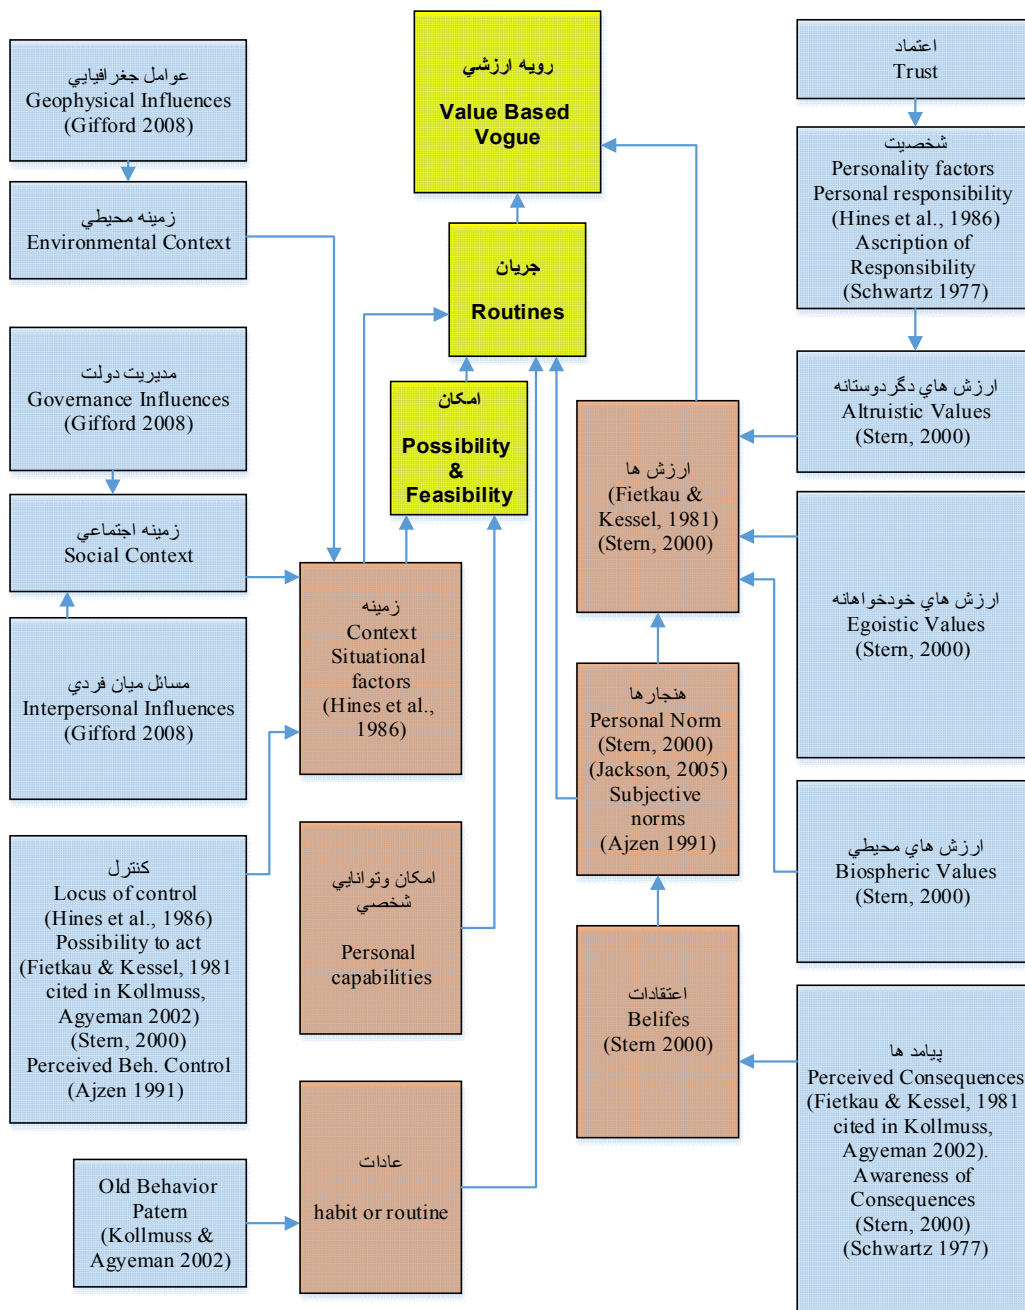 عوامل جغرافيايي
Geophysical Influences
(Gifford 2008)
زمينه محيطي
Environmental Context
مديريت دولت
Governance Influences
(Gifford 2008)
زمينه اجتماعي
Social Context
مسائل ميان فردي
Interpersonal Influences
(Gifford 2008)
كنترل
Locus of control
(Hines et al., 1986)
Possibility to act
(Fietkau & Kessel, 1981
cited in Kollmuss,
Agyeman 2002)
(Stern, 2000)
Perceived Beh. Control
(Ajzen 1991)
Old Behavior
Patern
(Kollmuss &
Agyeman 2002)
رويه ارزشي
Value Based
Vogue
جريان
Routines
امكان
Possibility
&
Feasibility
زمينه
Context
Situational
factors
(Hines et al.,
1986)
امكان وتوانايي
شخصي
Personal
capabilities
عادات
habit or routine
ارزش ها
(Fietkau &
Kessel, 1981)
(Stern, 2000)
هنجارها
Personal Norm
(Stern, 2000)
(Jackson, 2005)
Subjective
norms
(Ajzen 1991)
اعتقادات
Belifes
(Stern 2000)
اعتماد
Trust
شخصيت
Personality factors
Personal responsibility
(Hines et al., 1986)
Ascription of
Responsibility
(Schwartz 1977)
ارزش هاي دگردوستانه
Altruistic Values
(Stern, 2000)
ارزش هاي خودخواهانه
Egoistic Values
(Stern, 2000)
ارزش هاي محيطي
Biospheric Values
(Stern, 2000)
پيامد ها
Perceived Consequences
(Fietkau & Kessel, 1981
cited in Kollmuss,
Agyeman 2002).
Awareness of
Consequences
(Stern, 2000)
(Schwartz 1977)